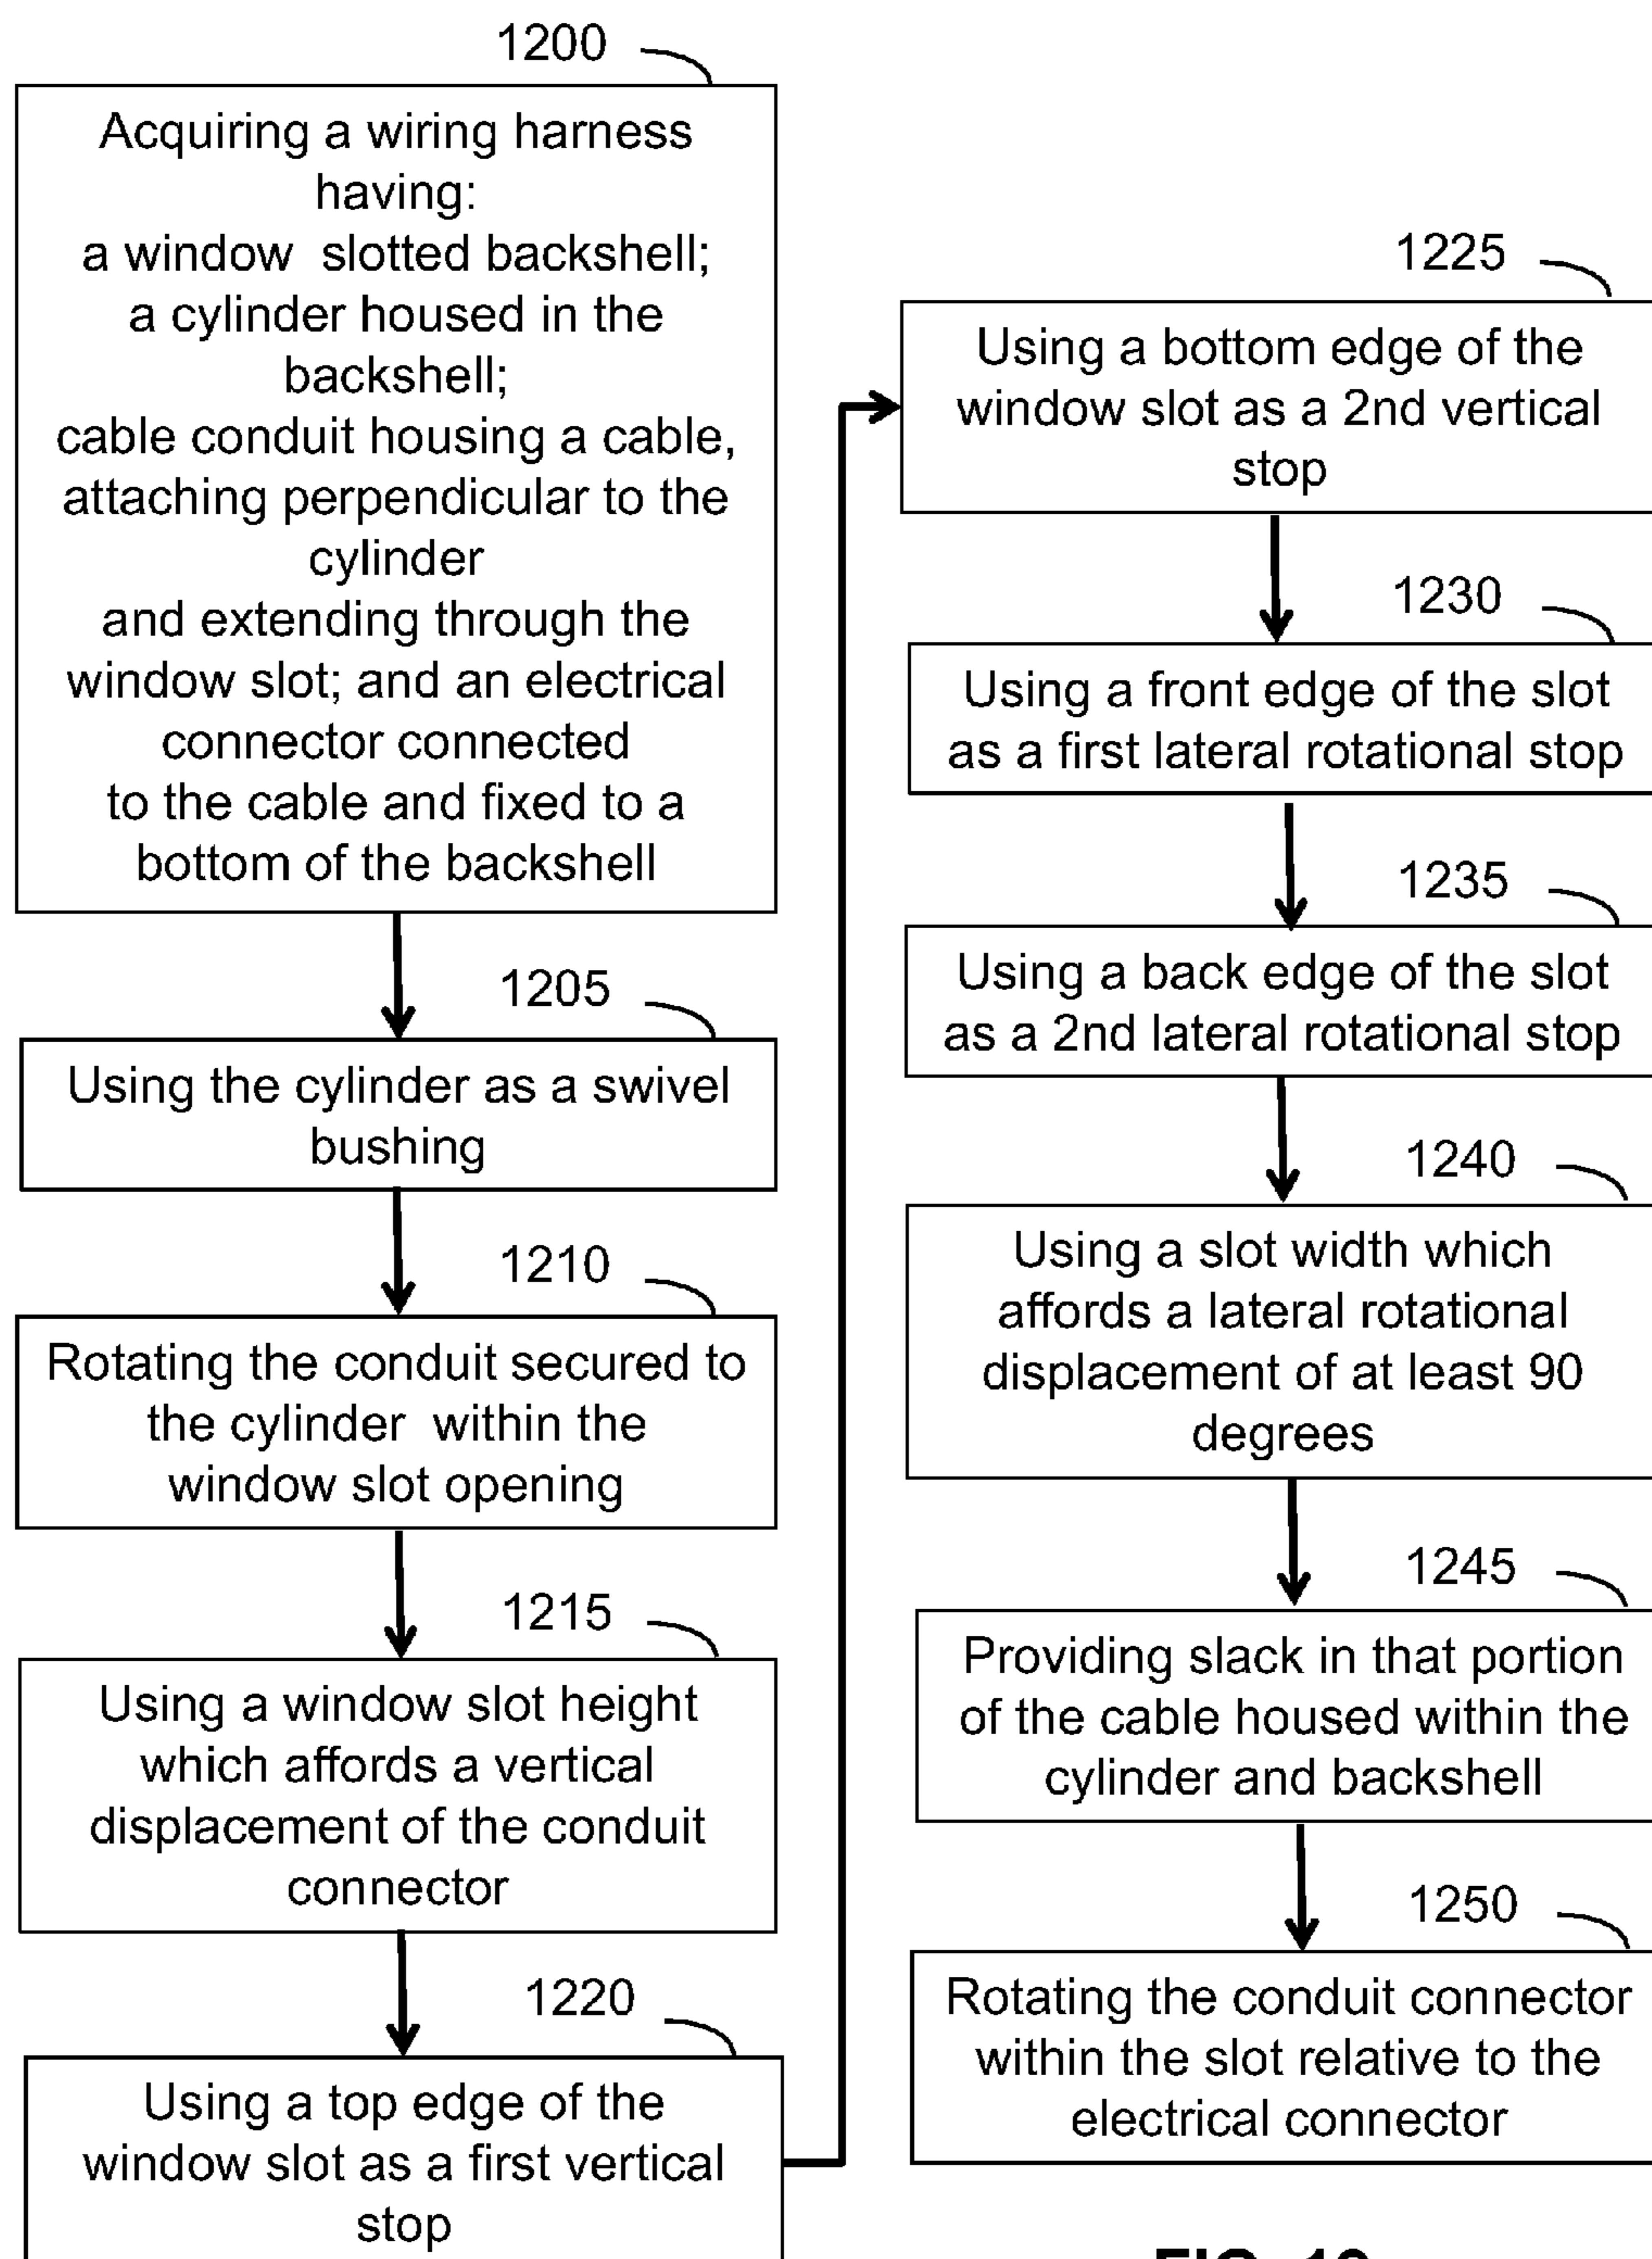 1200
Acquiring a wiring harness
having:
a window slotted backshell;
a cylinder housed in the
backshell;
cable conduit housing a cable,
attaching perpendicular to the
cylinder
and extending through the
window slot; and an electrical
connector connected
to the cable and fixed to a
bottom of the backshell
1205
Using the cylinder as a swivel
bushing
1210
Rotating the conduit secured to
the cylinder within the
window slot opening
1215
Using a window slot height
which affords a vertical
displacement of the conduit
connector
1220
Using a top edge of the
window slot as a first vertical
stop
1225
Using a bottom edge of the
window slot as a 2nd vertical
stop
1230
Using a front edge of the slot
as a first lateral rotational stop
1235
Using a back edge of the slot
as a 2nd lateral rotational stop
1240
Using a slot width which
affords a lateral rotational
displacement of at least 90
degrees
1245
Providing slack in that portion
of the cable housed within the
cylinder and backshell
1250
Rotating the conduit connector
within the slot relative to the
electrical connector